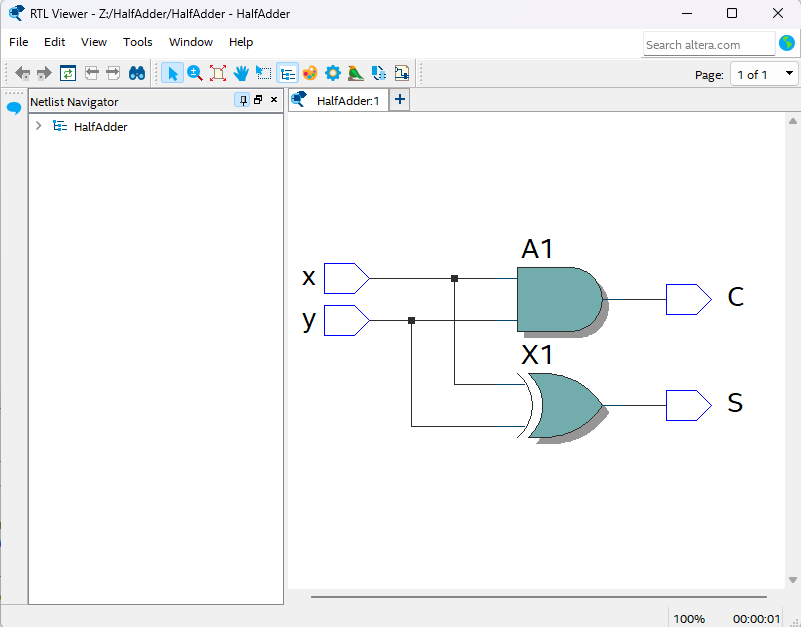 RTL Viewer - Z:/HalfAdder/HalfAdder - HalfAdder
File Edit View Tools Window Help
Search altera.com
Page: 1 of 1
Netlist Navigator
HalfAdder:1
HalfAdder
A1
x
C
y
X1
S
100% 00:00:01